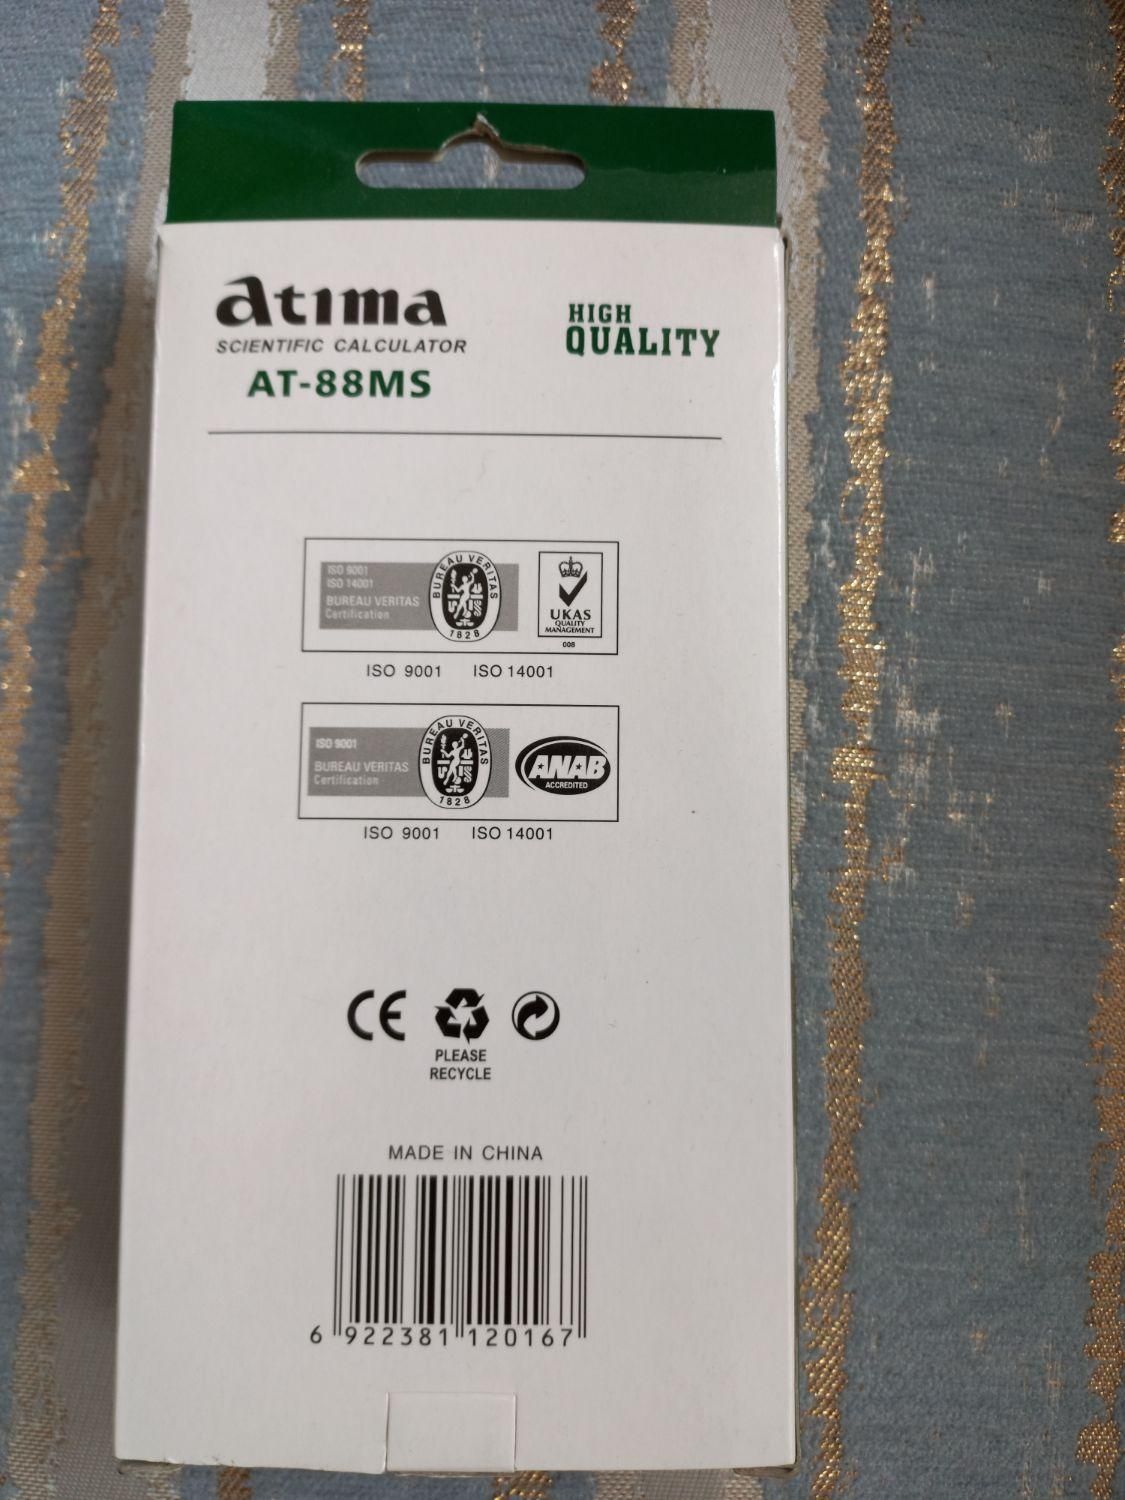 atima
SCIENTIFIC CALCULATOR
AT-88MS
HIGH
QUALITY
ISO 9001
ISO 14001
BUREAU VERITAS
Certification
BUREAU VERITAS
1828
UKAS
QUALITY
MANAGEMENT
008
ISO 9001 ISO 14001
ISO 9001
BUREAU VERITAS
Certification
BUREAU VERITAS
1828
ANAB
ACCREDITED
ISO 9001 ISO 14001
CE
PLEASE
RECYCLE
MADE IN CHINA
6 922381 120167